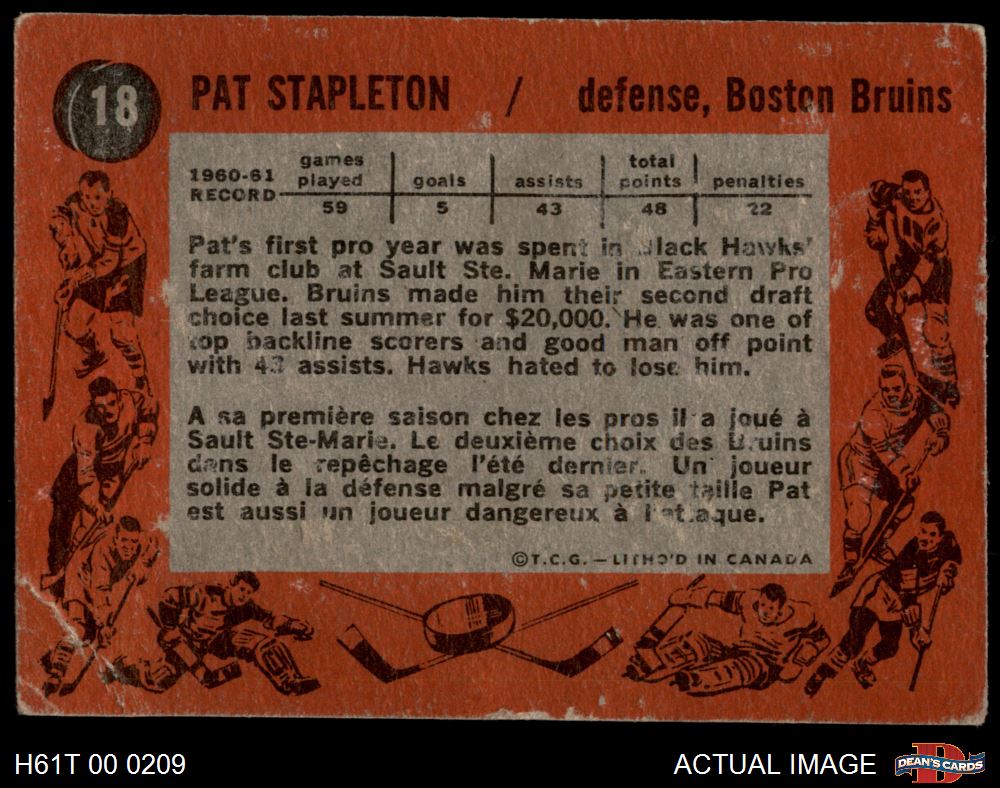 18
PAT STAPLETON / defense, Boston Bruins
1960-61 RECORD games played goals assists total points penalties
59 5 43 48 22
Pat's first pro year was spent in Black Hawks'
farm club at Sault Ste. Marie in Eastern Pro
League. Bruins made him their second draft
choice last summer for $20,000. He was one of
top backline scorers and good man off point
with 43 assists. Hawks hated to lose him.
A sa première saison chez les pros il a joué à
Sault Ste-Marie. Le deuxième choix des Bruins
dans le repêchage l'été dernier. Un joueur
solide à la défense malgré sa petite taille Pat
est aussi un joueur dangereux à l'attaque.
©T.C.G.—LITHO'D IN CANADA
H61T 00 0209
ACTUAL IMAGE
D
DEAN'S CARDS